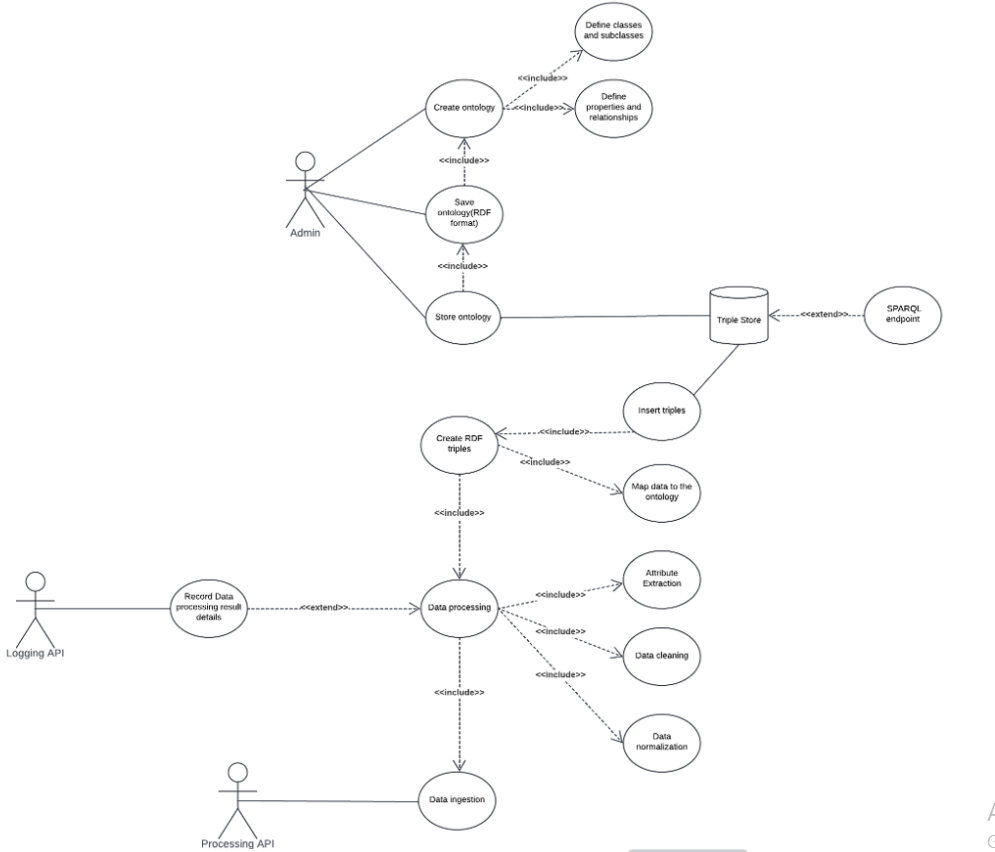 Define classes
and subclasses
<<include>>
Create ontology
<<include>>
Define
properties and
relationships
<<include>>
Admin
Save
ontology(RDF
format)
<<include>>
Store ontology
Triple Store
<<extend>>
SPARQL
endpoint
Insert triples
<<include>>
Create RDF
triples
<<include>>
Map data to the
ontology
<<include>>
Attribute
Extraction
<<include>>
Logging API
Record Data
processing result
details
<<extend>>
Data processing
<<include>>
Data cleaning
<<include>>
<<include>>
Data
normalization
Data ingestion
Processing API